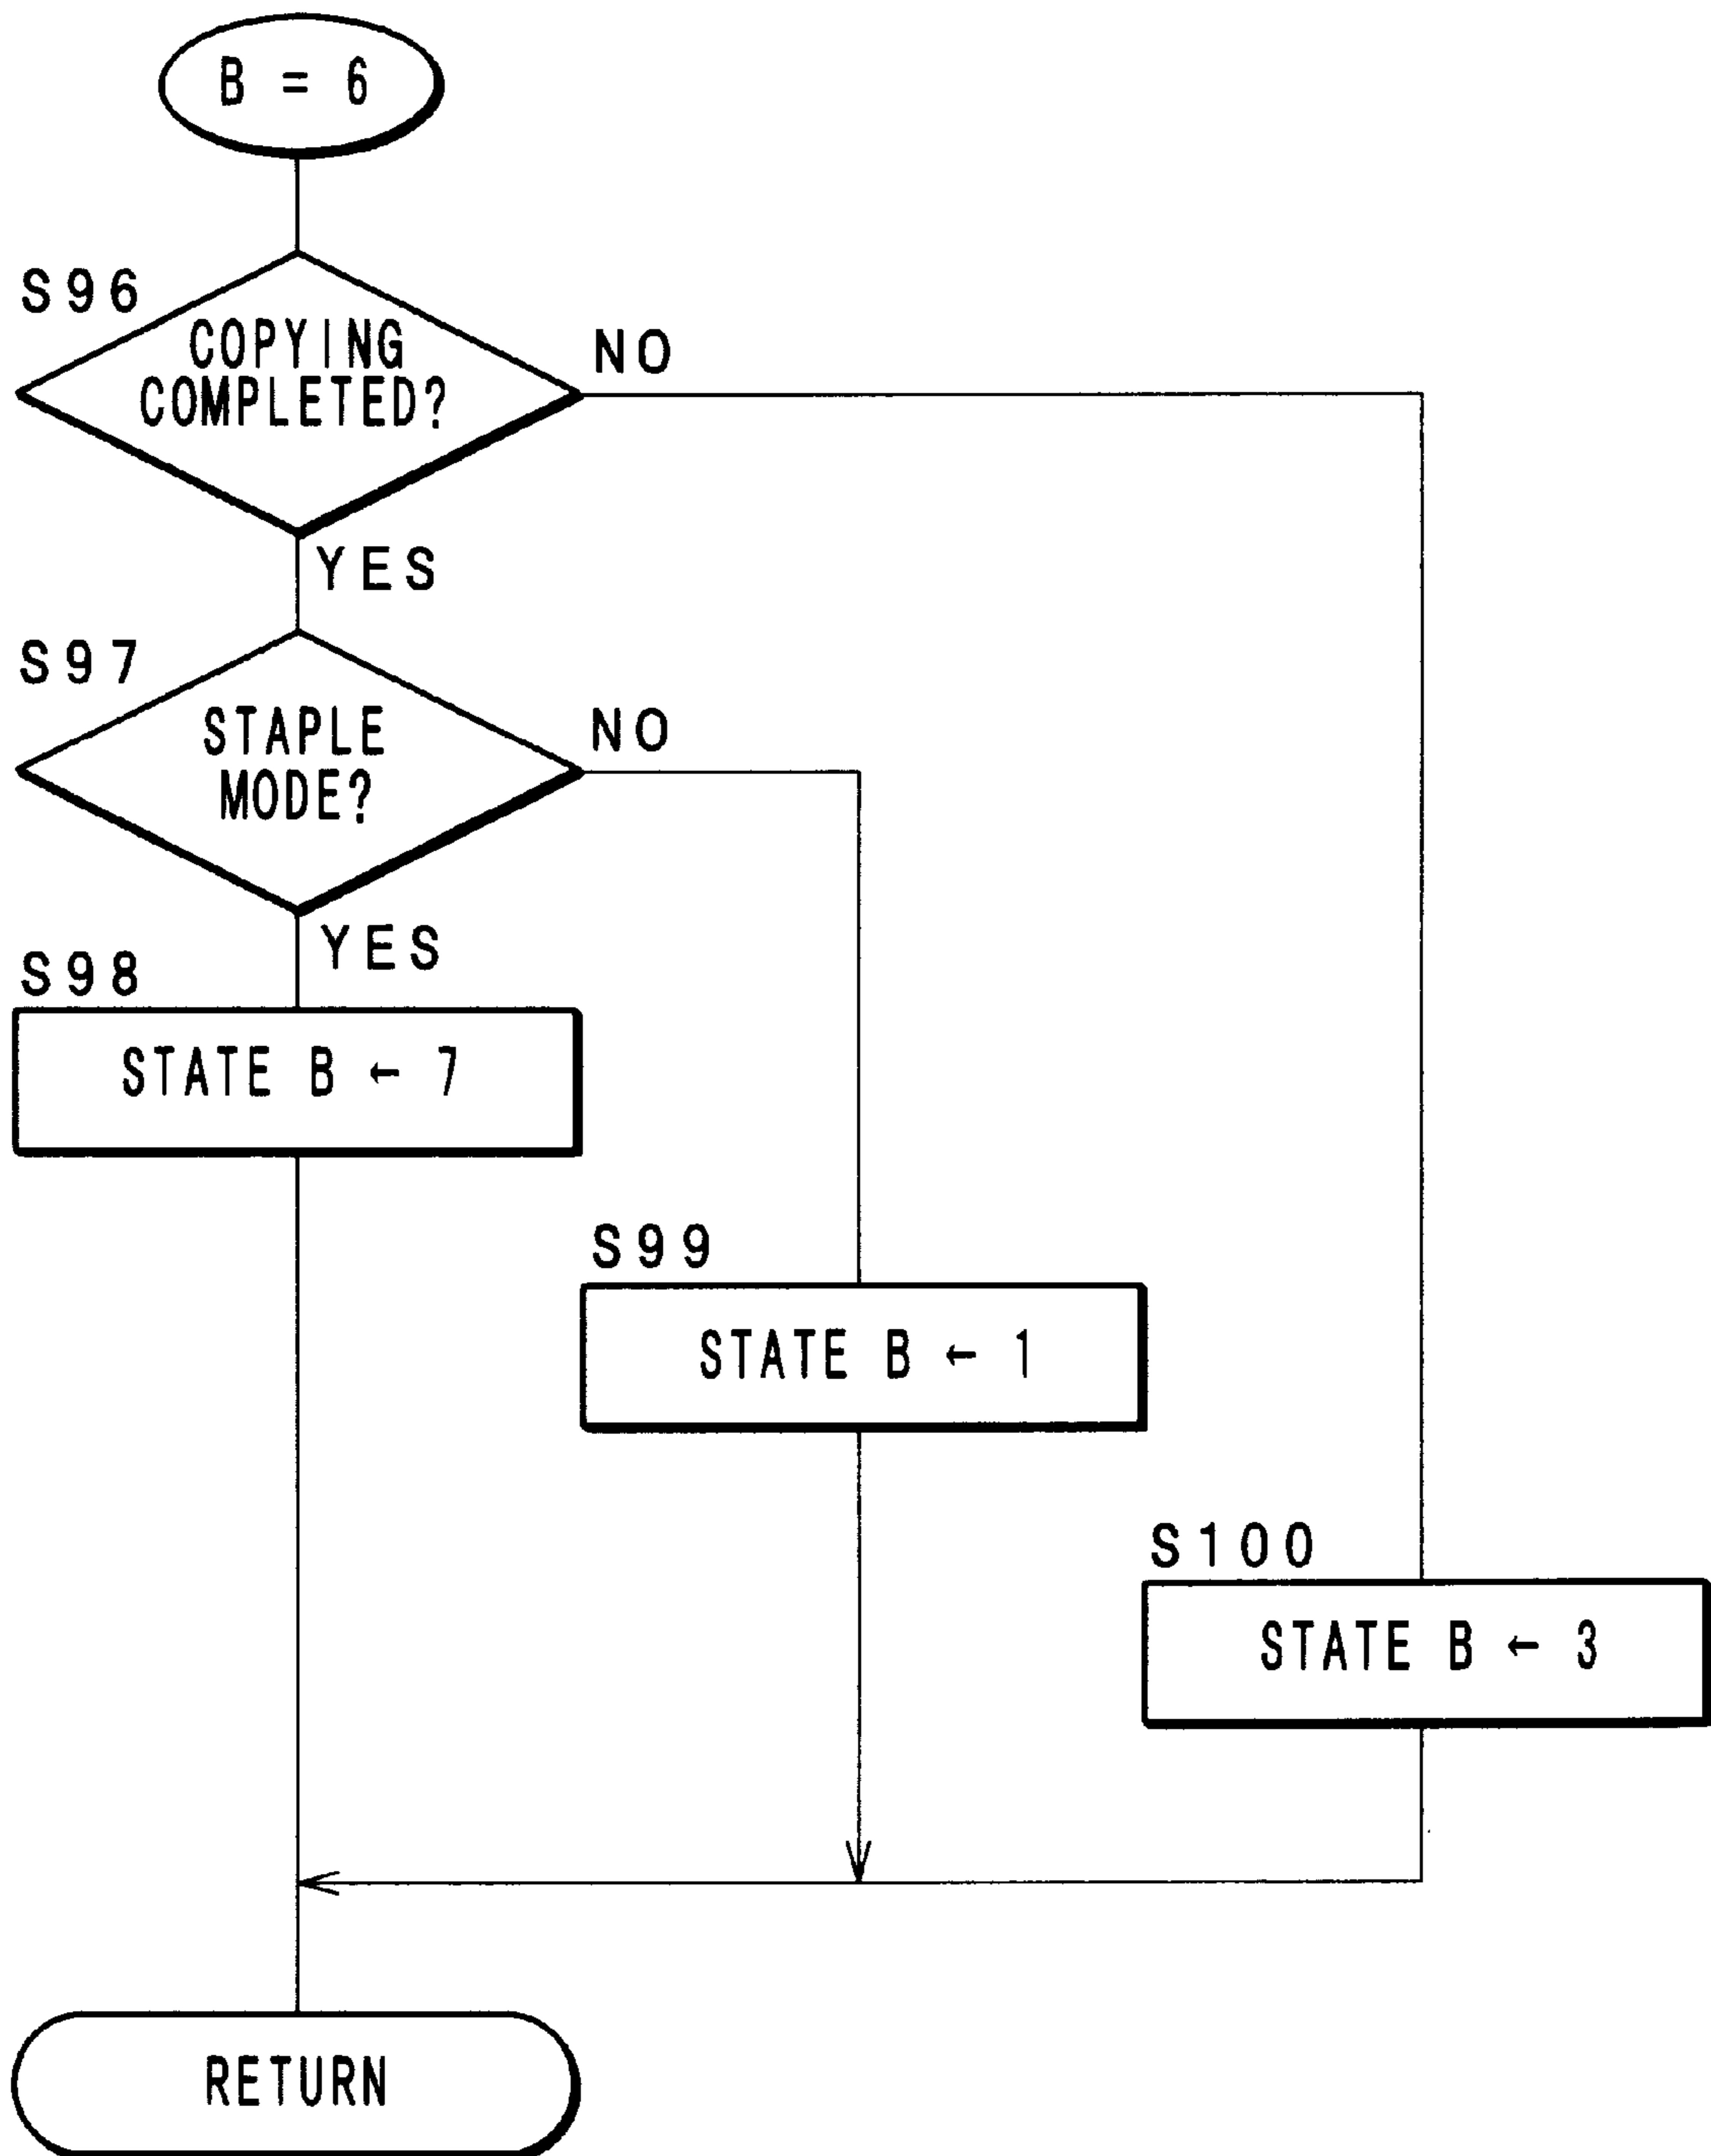 B = 6
S96
COPYING
COMPLETED?
NO
YES
S97
STAPLE
MODE?
NO
YES
S98
STATE B ← 7
S99
STATE B ← 1
S100
STATE B ← 3
RETURN